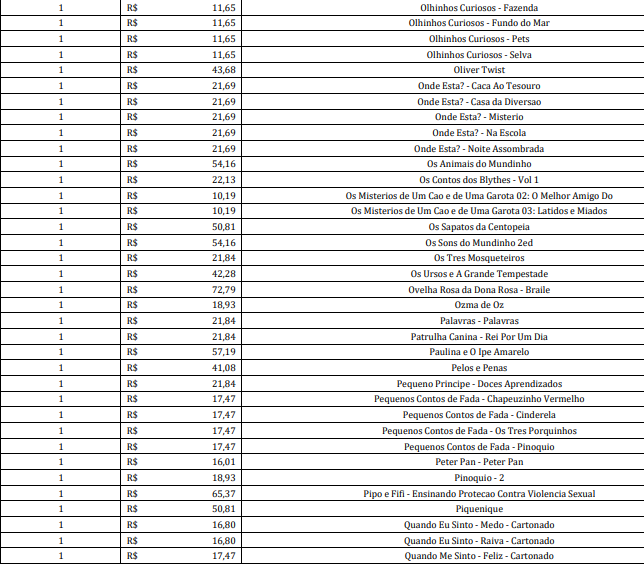 1 R$ 11,65 Olhinhos Curiosos - Fazenda
1 R$ 11,65 Olhinhos Curiosos - Fundo do Mar
1 R$ 11,65 Olhinhos Curiosos - Pets
1 R$ 11,65 Olhinhos Curiosos - Selva
1 R$ 43,68 Oliver Twist
1 R$ 21,69 Onde Esta? - Caca Ao Tesouro
1 R$ 21,69 Onde Esta? - Casa da Diversao
1 R$ 21,69 Onde Esta? - Misterio
1 R$ 21,69 Onde Esta? - Na Escola
1 R$ 21,69 Onde Esta? - Noite Assombrada
1 R$ 54,16 Os Animais do Mundinho
1 R$ 22,13 Os Contos dos Blythes - Vol 1
1 R$ 10,19 Os Misterios de Um Cao e de Uma Garota 02: O Melhor Amigo Do
1 R$ 10,19 Os Misterios de Um Cao e de Uma Garota 03: Latidos e Miados
1 R$ 50,81 Os Sapatos da Centopeia
1 R$ 54,16 Os Sons do Mundinho 2ed
1 R$ 21,84 Os Tres Mosqueteiros
1 R$ 42,28 Os Ursos e A Grande Tempestade
1 R$ 72,79 Ovelha Rosa da Dona Rosa - Braile
1 R$ 18,93 Ozma de Oz
1 R$ 21,84 Palavras - Palavras
1 R$ 21,84 Patrulha Canina - Rei Por Um Dia
1 R$ 57,19 Paulina e O Ipe Amarelo
1 R$ 41,08 Pelos e Penas
1 R$ 21,84 Pequeno Principe - Doces Aprendizados
1 R$ 17,47 Pequenos Contos de Fada - Chapeuzinho Vermelho
1 R$ 17,47 Pequenos Contos de Fada - Cinderela
1 R$ 17,47 Pequenos Contos de Fada - Os Tres Porquinhos
1 R$ 17,47 Pequenos Contos de Fada - Pinoquio
1 R$ 16,01 Peter Pan - Peter Pan
1 R$ 18,93 Pinoquio - 2
1 R$ 65,37 Pipo e Fifi - Ensinando Protecao Contra Violencia Sexual
1 R$ 50,81 Piquenique
1 R$ 16,80 Quando Eu Sinto - Medo - Cartonado
1 R$ 16,80 Quando Eu Sinto - Raiva - Cartonado
1 R$ 17,47 Quando Me Sinto - Feliz - Cartonado